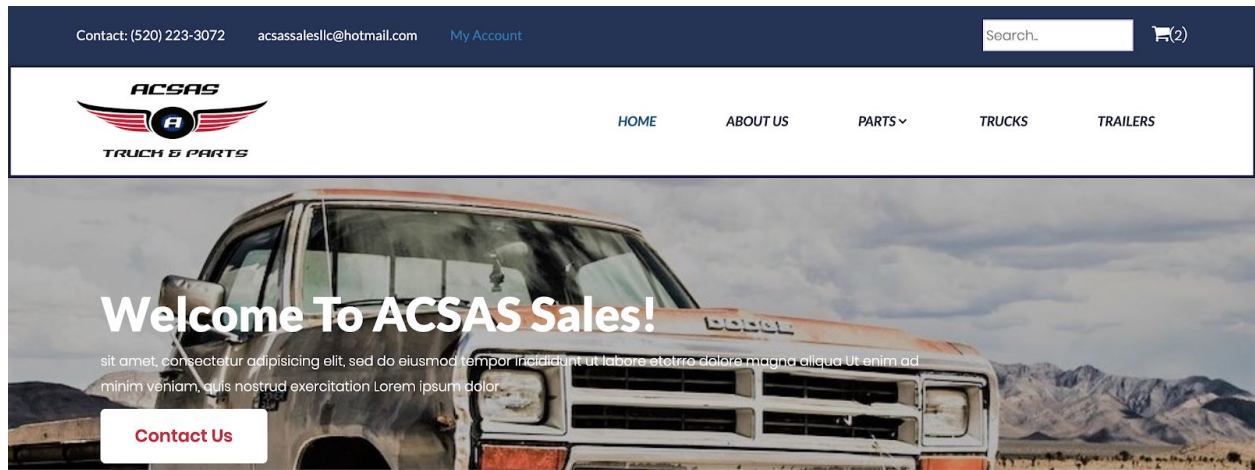 Contact: (520) 223-3072 acsassalesllc@hotmail.com My Account Search.. (2)
ACSAS
A
TRUCK & PARTS
HOME ABOUT US PARTS TRUCKS TRAILERS
DODGE
Welcome To ACSAS Sales!
sit amet, consectetur adipisicing elit, sed do eiusmod tempor incididunt ut labore etctrro dolore magna aliqua Ut enim ad
minim veniam, quis nostrud exercitation Lorem ipsum dolor
Contact Us